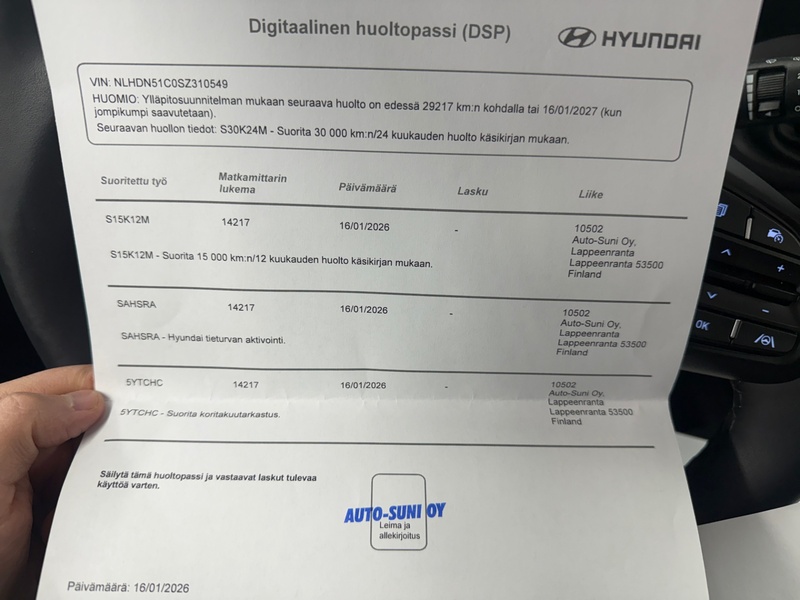 Digitaalinen huoltopassi (DSP)
HYUNDAI
VIN: NLHDN51C0SZ310549
HUOMIO: Ylläpitosuunnitelman mukaan seuraava huolto on edessä 29217 km:n kohdalla tai 16/01/2027 (kun
jompikumpi saavutetaan).
Seuraavan huollon tiedot: S30K24M - Suorita 30 000 km:n/24 kuukauden huolto käsikirjan mukaan.
Suoritettu työ Matkamittarin lukema Päivämäärä Lasku Liike
S15K12M 14217 16/01/2026 - 10502
Auto-Suni Oy,
Lappeenranta
Lappeenranta 53500
Finland
S15K12M - Suorita 15 000 km:n/12 kuukauden huolto käsikirjan mukaan.
SAHSRA 14217 16/01/2026 - 10502
Auto-Suni Oy,
Lappeenranta
Lappeenranta 53500
Finland
SAHSRA - Hyundai tieturvan aktivointi.
5YTCHC 14217 16/01/2026 - 10502
Auto-Suni Oy,
Lappeenranta
Lappeenranta 53500
Finland
5YTCHC - Suorita koritakuutarkastus.
Säilytä tämä huoltopassi ja vastaavat laskut tulevaa
käyttöä varten.
AUTO-SUNI OY
Leima ja
allekirjoitus
Päivämäärä: 16/01/2026
OK
+
-